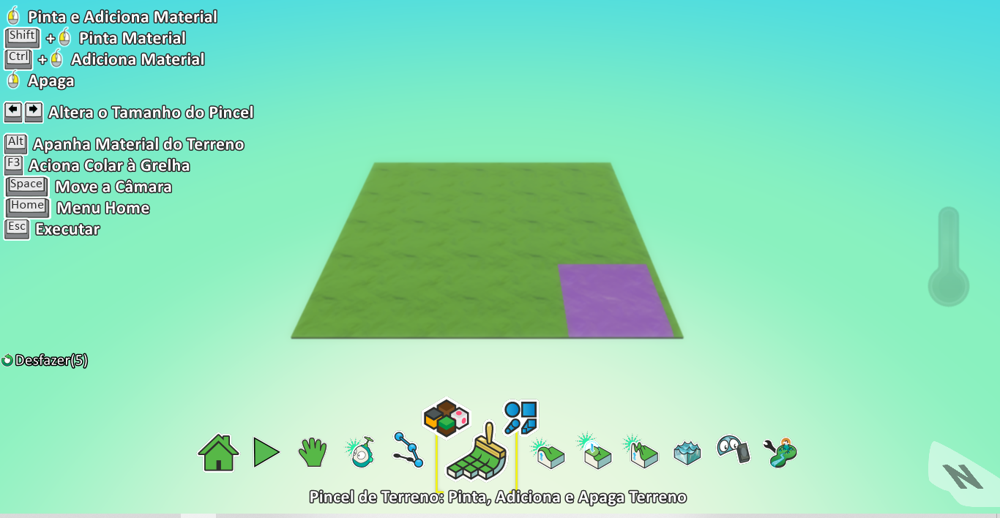 Pinta e Adiciona Material
Shift + Pinta Material
Ctrl + Adiciona Material
Apaga
Altera o Tamanho do Pincel
Alt Apanha Material do Terreno
F3 Aciona Colar à Grelha
Space Move a Câmara
Home Menu Home
Esc Executar
Desfazer(5)
Pincel de Terreno: Pinta, Adiciona e Apaga Terreno
N